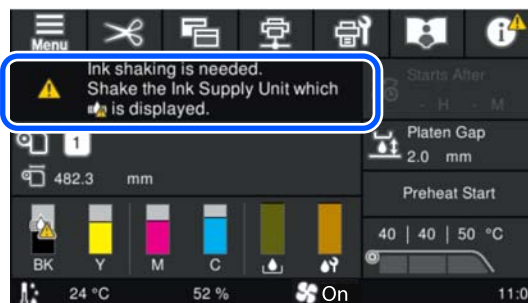 Menu
Ink shaking is needed.
Shake the Ink Supply Unit which
is displayed.
Starts After
- H - M
1
Platen Gap
2.0 mm
482.3 mm
Preheat Start
40 | 40 | 50 °C
BK Y M C
24 °C 52 % On 11:0